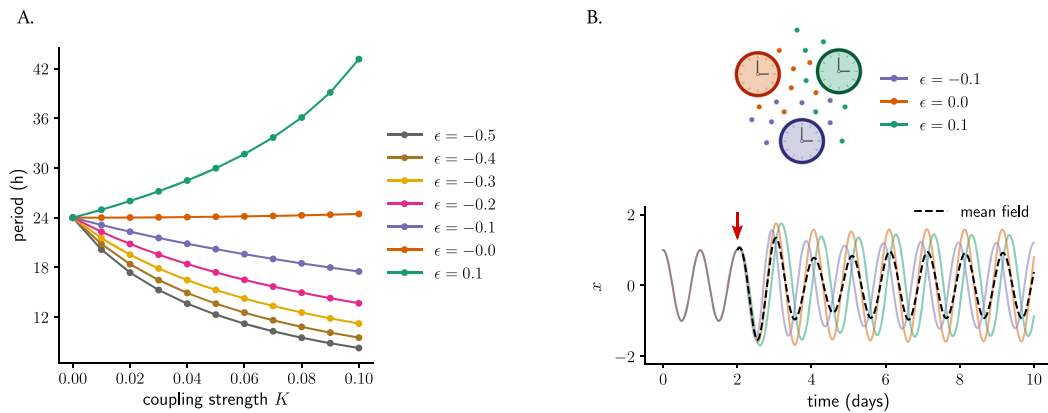 A.
period (h)
42
36
30
24
18
12
0.00 0.02 0.04 0.06 0.08 0.10
coupling strength K
ϵ = −0.5
ϵ = −0.4
ϵ = −0.3
ϵ = −0.2
ϵ = −0.1
ϵ = −0.0
ϵ = 0.1
B.
ϵ = −0.1
ϵ = 0.0
ϵ = 0.1
mean field
x
2
0
−2
0 2 4 6 8 10
time (days)